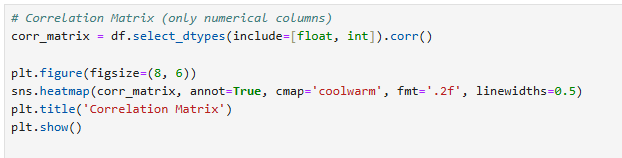 # Correlation Matrix (only numerical columns)
corr_matrix = df.select_dtypes(include=[float, int]).corr()
plt.figure(figsize=(8, 6))
sns.heatmap(corr_matrix, annot=True, cmap='coolwarm', fmt='.2f', linewidths=0.5)
plt.title('Correlation Matrix')
plt.show()